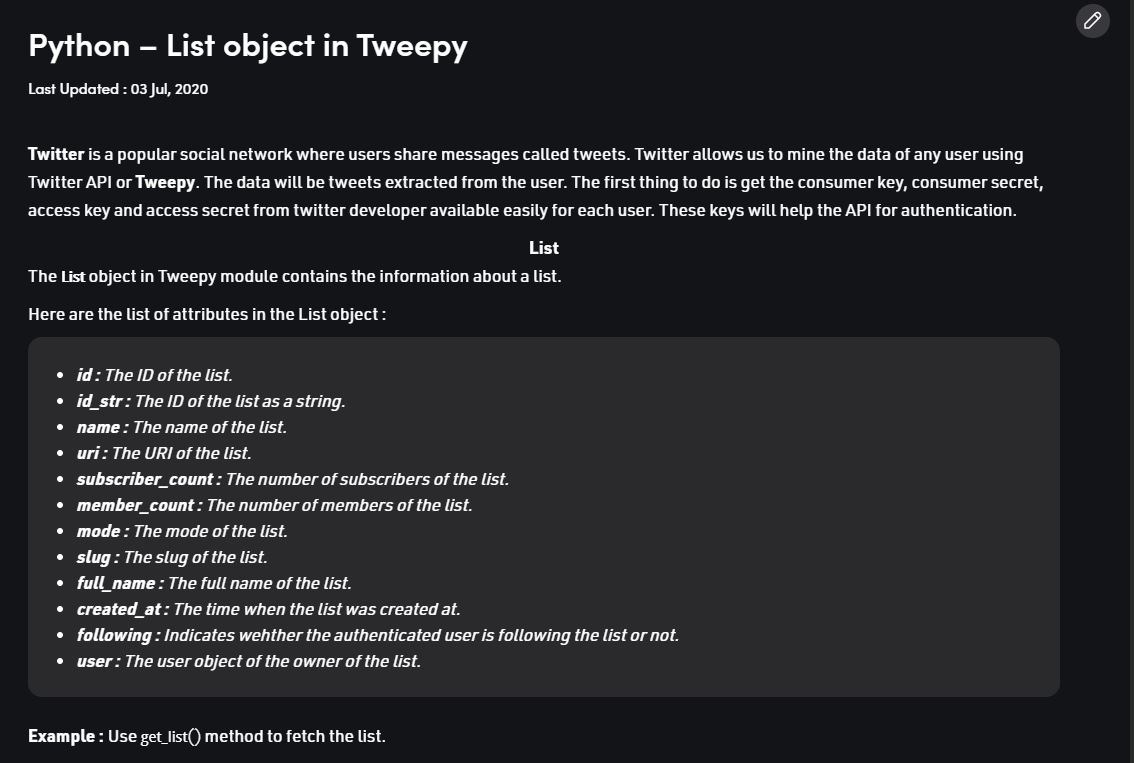 Python – List object in Tweepy
Last Updated : 03 Jul, 2020
Twitter is a popular social network where users share messages called tweets. Twitter allows us to mine the data of any user using
Twitter API or Tweepy. The data will be tweets extracted from the user. The first thing to do is get the consumer key, consumer secret,
access key and access secret from twitter developer available easily for each user. These keys will help the API for authentication.
List
The List object in Tweepy module contains the information about a list.
Here are the list of attributes in the List object :
• id : The ID of the list.
• id_str : The ID of the list as a string.
• name : The name of the list.
• uri : The URI of the list.
• subscriber_count : The number of subscribers of the list.
• member_count : The number of members of the list.
• mode : The mode of the list.
• slug : The slug of the list.
• full_name : The full name of the list.
• created_at : The time when the list was created at.
• following : Indicates wehther the authenticated user is following the list or not.
• user : The user object of the owner of the list.
Example : Use get_list() method to fetch the list.